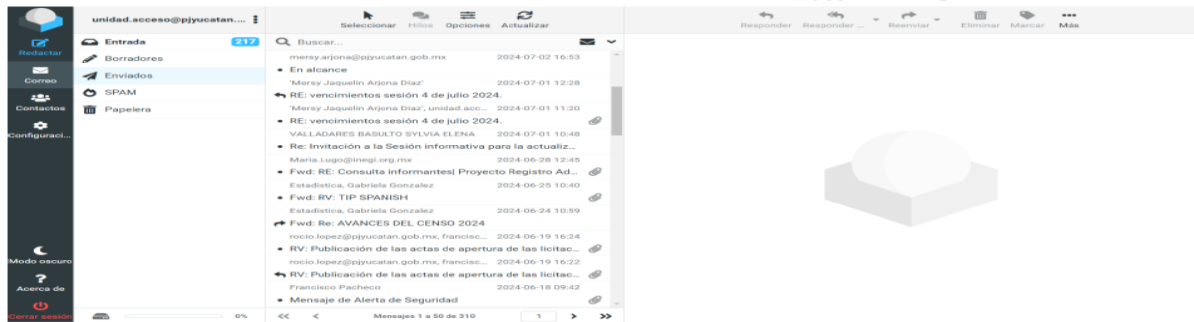 unidad.acceso@pjyucatan....
Seleccionar Hilos Opciones Actualizar
Responder Responder ... Reenviar Eliminar Marcar Más
Redactar
Correo
Contactos
Configuraci...
Modo oscuro
Acerca de
Cerrar sesión
Entrada 217
Borradores
Enviados
SPAM
Papelera
0%
Buscar...
mersy.arjona@pjyucatan.gob.mx 2024-07-02 16:53
• En alcance
'Mersy Jaquelin Arjona Diaz' 2024-07-01 12:28
RE: vencimientos sesión 4 de julio 2024.
'Mersy Jaquelin Arjona Diaz', unidad.acc... 2024-07-01 11:20
• RE: vencimientos sesión 4 de julio 2024.
VALLADARES BASULTO SYLVIA ELENA 2024-07-01 10:48
• Re: Invitación a la Sesión informativa para la actualiz...
Maria.Lugo@inegi.org.mx 2024-06-28 12:45
• Fwd: RE: Consulta informantes| Proyecto Registro Ad...
Estadistica, Gabriela Gonzalez 2024-06-25 10:40
• Fwd: RV: TIP SPANISH
Estadistica, Gabriela Gonzalez 2024-06-24 10:59
Fwd: Re: AVANCES DEL CENSO 2024
rocio.lopez@pjyucatan.gob.mx, francisc... 2024-06-19 16:24
• RV: Publicación de las actas de apertura de las licitac...
rocio.lopez@pjyucatan.gob.mx, francisc... 2024-06-19 16:22
RV: Publicación de las actas de apertura de las licitac...
Francisco Pacheco 2024-06-18 09:42
• Mensaje de Alerta de Seguridad
Mensajes 1 a 50 de 310 1